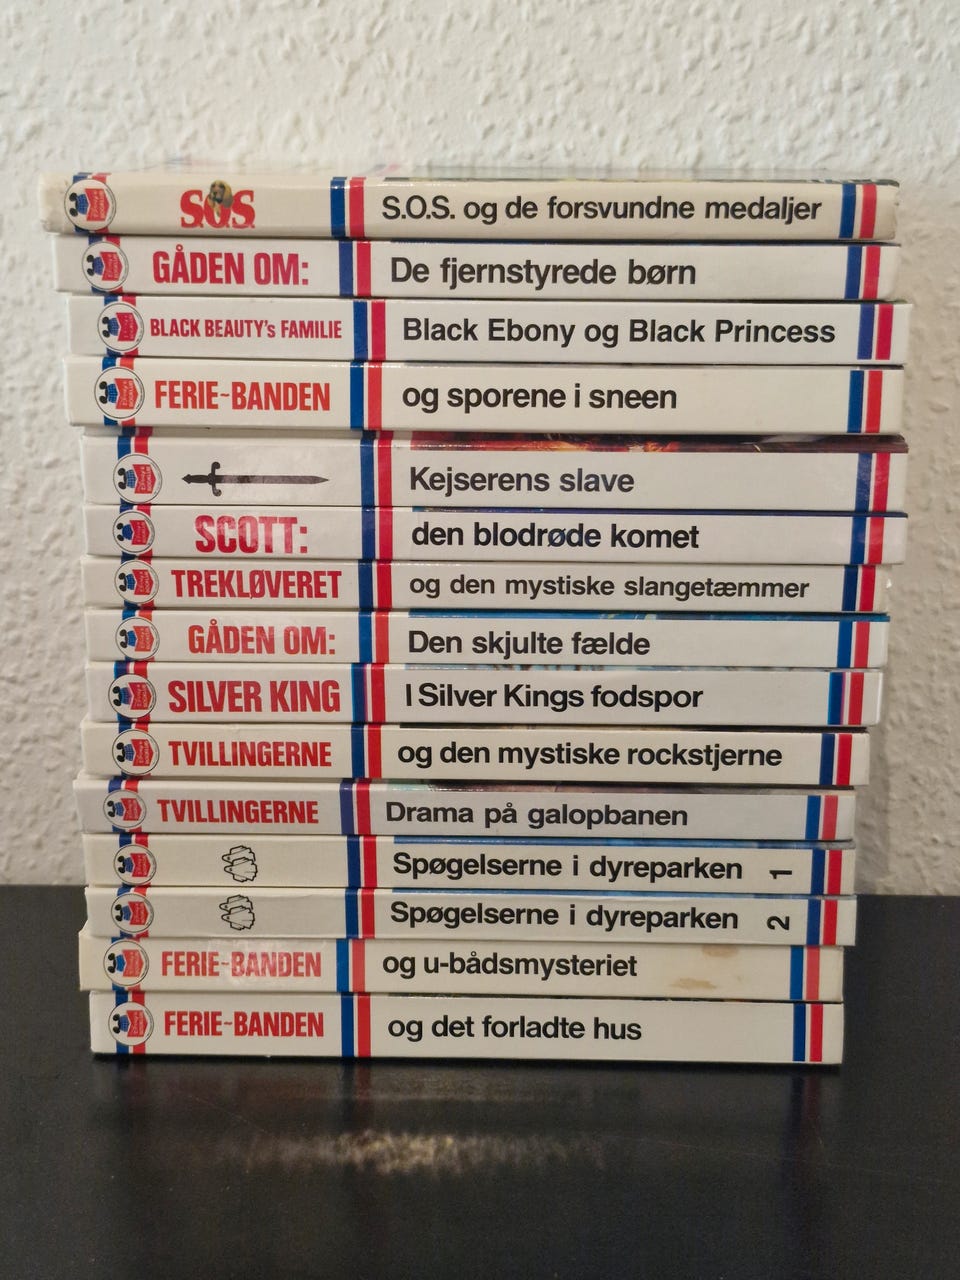 S.O.S. S.O.S. og de forsvundne medaljer
GÅDEN OM: De fjernstyrede børn
BLACK BEAUTY's FAMILIE Black Ebony og Black Princess
FERIE-BANDEN og sporene i sneen
Kejserens slave
SCOTT: den blodrøde komet
TREKLØVERET og den mystiske slangetæmmer
GÅDEN OM: Den skjulte fælde
SILVER KING I Silver Kings fodspor
TVILLINGERNE og den mystiske rockstjerne
TVILLINGERNE Drama på galopbanen
Spøgelserne i dyreparken 1
Spøgelserne i dyreparken 2
FERIE-BANDEN og u-bådsmysteriet
FERIE-BANDEN og det forladte hus